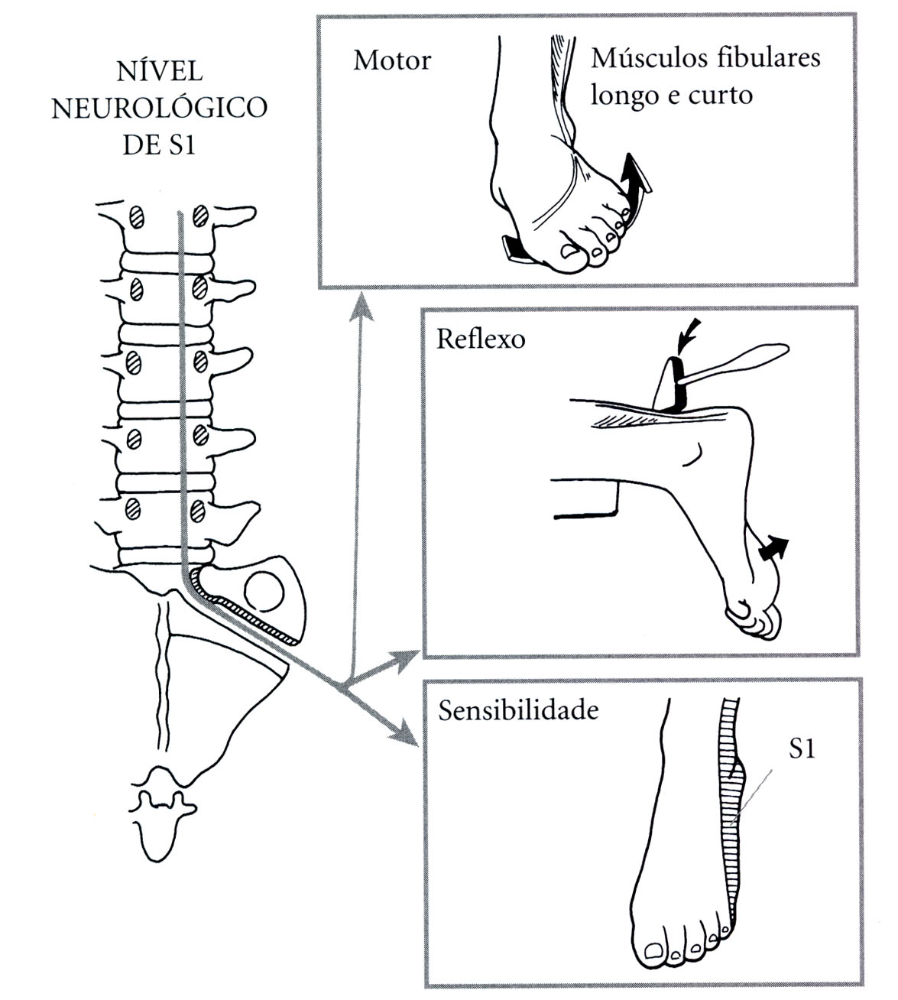 NÍVEL
NEUROLÓGICO
DE S1
Motor
Músculos fibulares
longo e curto
Reflexo
Sensibilidade
S1